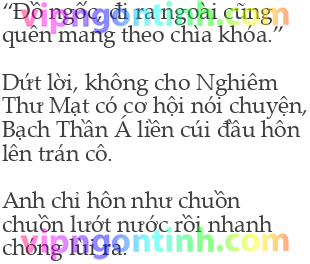 “Đồ ngốc, đi ra ngoài cũng
quên mang theo chìa khóa.”
Dứt lời, không cho Nghiêm
Thư Mạt có cơ hội nói chuyện,
Bạch Thần Á liền cúi đầu hôn
lên trán cô.
Anh chỉ hôn như chuồn
chuồn lướt nước rồi nhanh
chóng lui ra.
vipngontinh.com
vipngontinh.com